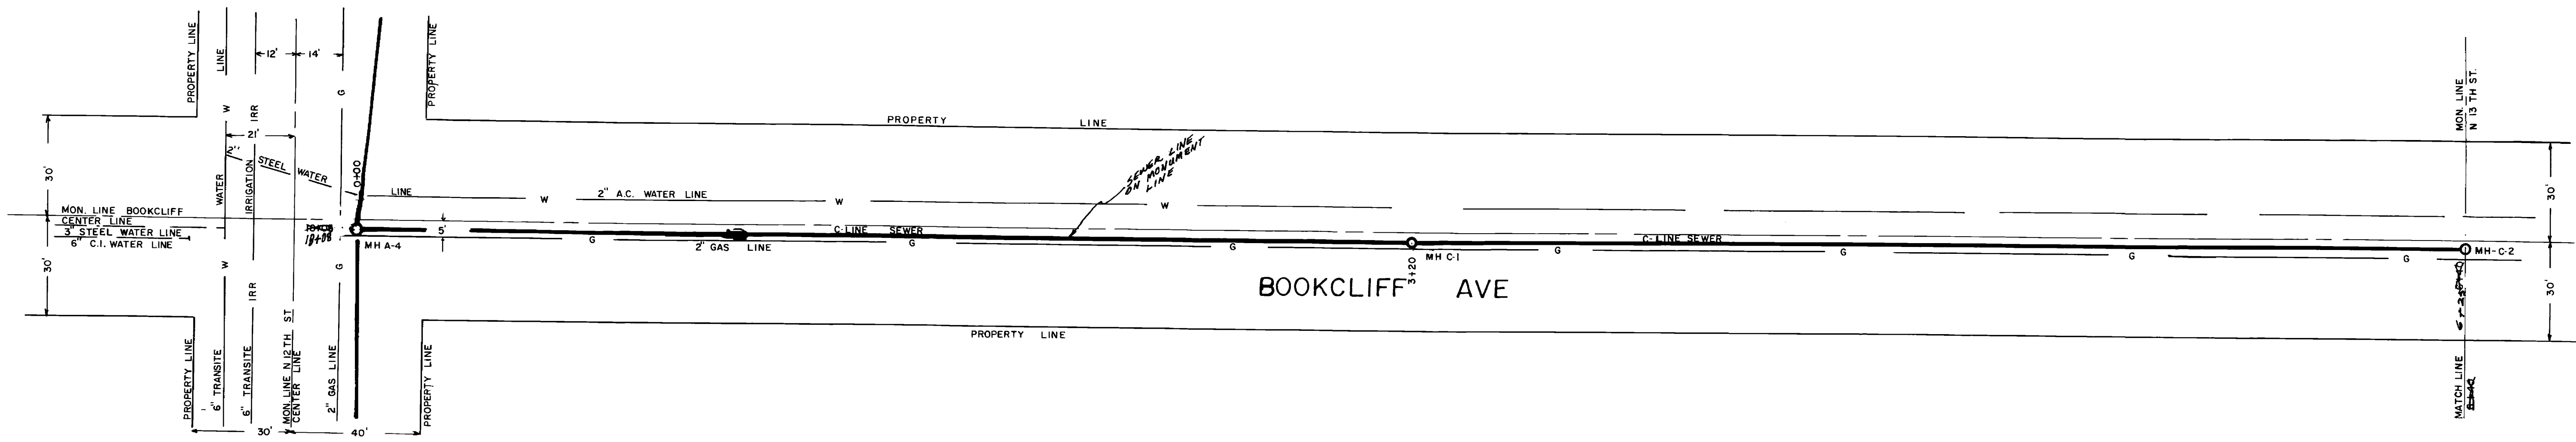 PROPERTY LINE
LINE
12'
14'
PROPERTY LINE
W
IRR
G
21'
2"
STEEL WATER
LINE
0+00
30'
WATER
IRRIGATION
PROPERTY LINE
2" A.C. WATER LINE
W
W
W
SEWER LINE
ON MONUMENT
LINE
MON. LINE
N 13 TH ST.
30'
MON. LINE BOOKCLIFF
CENTER LINE
3" STEEL WATER LINE
6" C.I. WATER LINE
18+08
MH A-4
5'
G
2" GAS LINE
C-LINE SEWER
G
G
MH C-1
3+20
C-LINE SEWER
G
G
G
G
MH-C-2
30'
W
IRR
G
BOOKCLIFF AVE
30'
PROPERTY LINE
PROPERTY LINE
6" TRANSITE
6" TRANSITE
MON. LINE N 12TH ST
CENTER LINE
2" GAS LINE
PROPERTY LINE
MATCH LINE
30'
40'